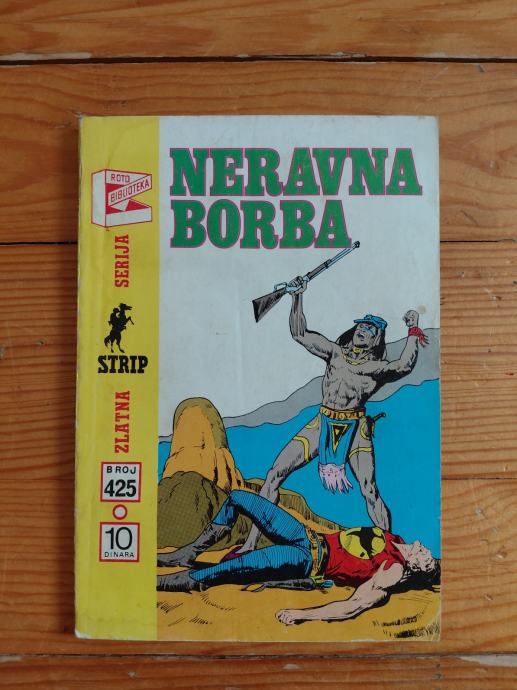 NERAVNA
BORBA
ROTO
BIBLIOTEKA
ZLATNA STRIP SERIJA
BROJ
425
10
DINARA